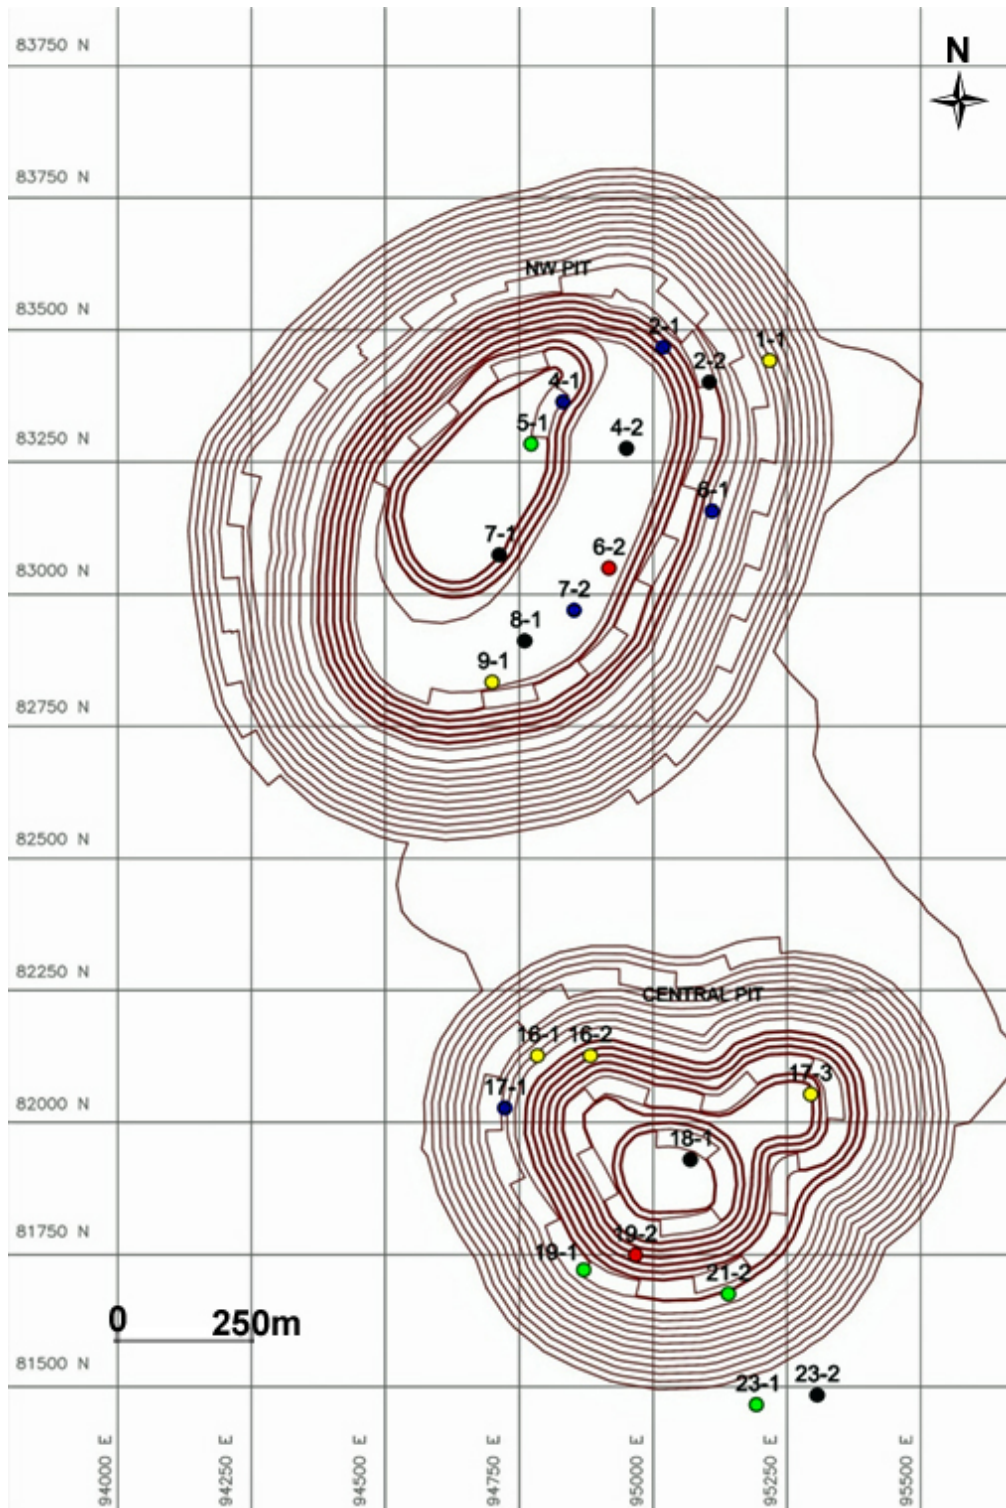 83750 N
N
83750 N
NW PIT
83500 N
2-1
1-1
2-2
4-1
5-1
4-2
83250 N
6-1
7-1
6-2
83000 N
7-2
8-1
9-1
82750 N
82500 N
82250 N
CENTRAL PIT
16-1
16-2
17-3
17-1
82000 N
18-1
81750 N
19-2
19-1
21-2
0
250m
81500 N
23-2
23-1
94000 E
94250 E
94500 E
94750 E
95000 E
95250 E
95500 E